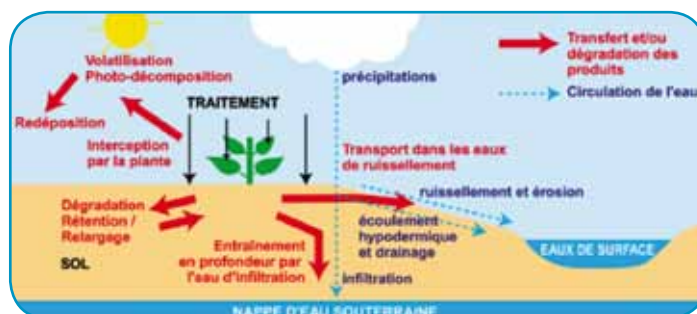 Volatilisation
Photo-décomposition
Redéposition
TRAITEMENT
Interception
par la plante
précipitations
Transfert et/ou
dégradation des
produits
Circulation de l'eau
Transport dans les eaux
de ruissellement
ruissellement et érosion
Dégradation
Rétention /
Relargage
SOL
Entraînement
en profondeur par
l'eau d'infiltration
écoulement
hypodermique
et drainage
infiltration
EAUX DE SURFACE
NAPPE D'EAU SOUTERRAINE